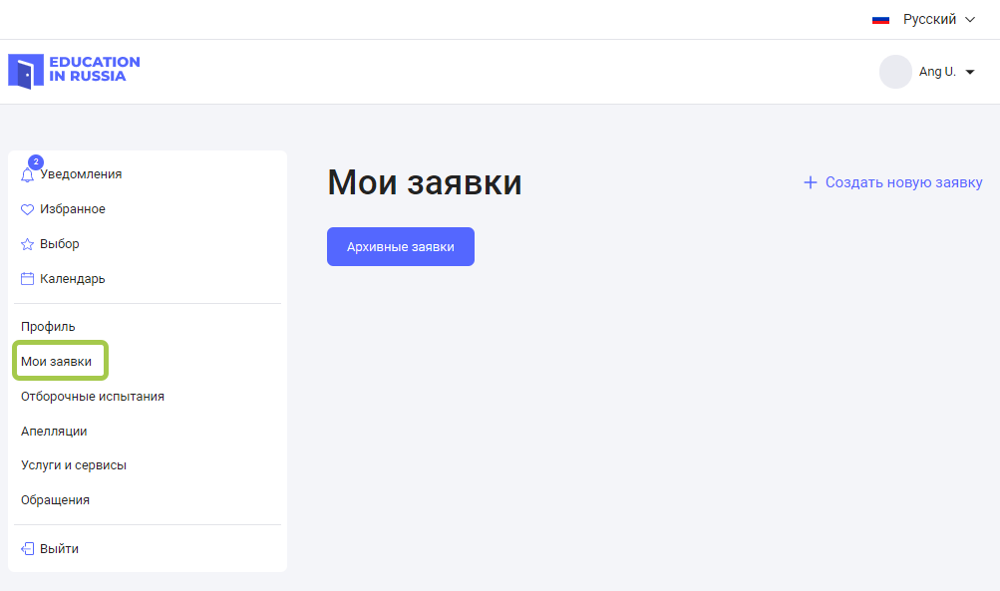 Русский
EDUCATION
IN RUSSIA
Ang U.
2
Уведомления
Избранное
Выбор
Календарь
Профиль
Мои заявки
Отборочные испытания
Апелляции
Услуги и сервисы
Обращения
Выйти
Мои заявки
+ Создать новую заявку
Архивные заявки